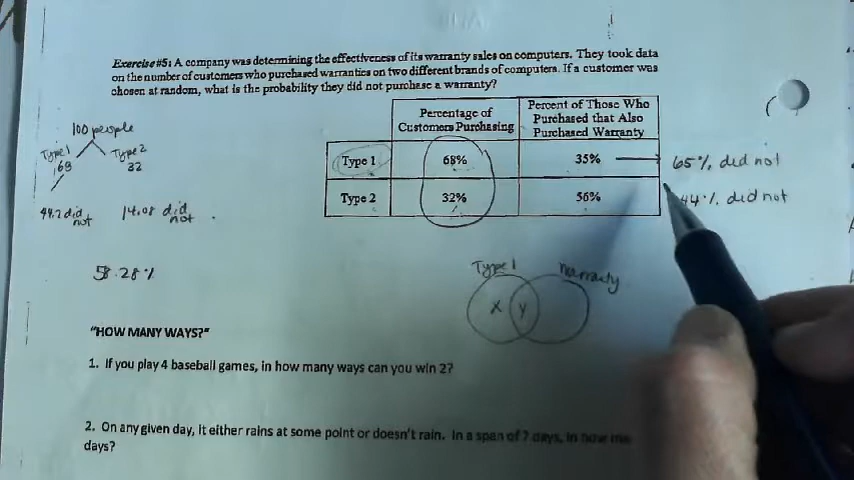 Exercise #5: A company was determining the effectiveness of its warranty sales on computers. They took data
on the number of customers who purchased warranties on two different brands of computers. If a customer was
chosen at random, what is the probability they did not purchase a warranty?
100 people
Type 1 Type 2
68 32
44.2 did not 14.08 did not .
58.28%
Percentage of Customers Purchasing
Percent of Those Who Purchased that Also Purchased Warranty
Type 1 68% 35% 65% did not
Type 2 32% 56% 44% did not
Type 1 warranty
X Y
"HOW MANY WAYS?"
1. If you play 4 baseball games, in how many ways can you win 2?
2. On any given day, it either rains at some point or doesn't rain. In a span of 7 days, in how
days?